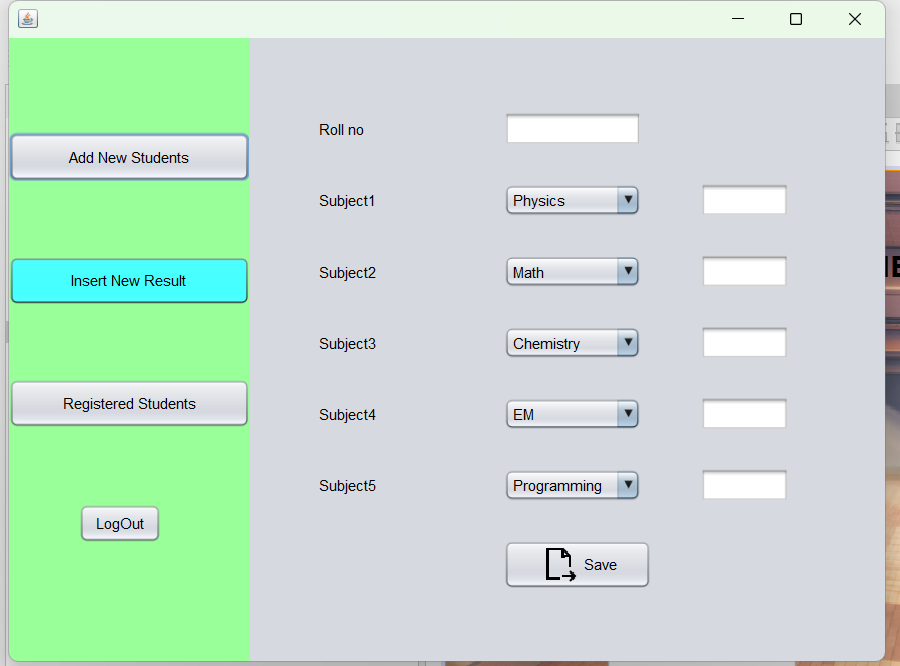 Add New Students
Insert New Result
Registered Students
LogOut
Roll no
Subject1 Physics
Subject2 Math
Subject3 Chemistry
Subject4 EM
Subject5 Programming
Save